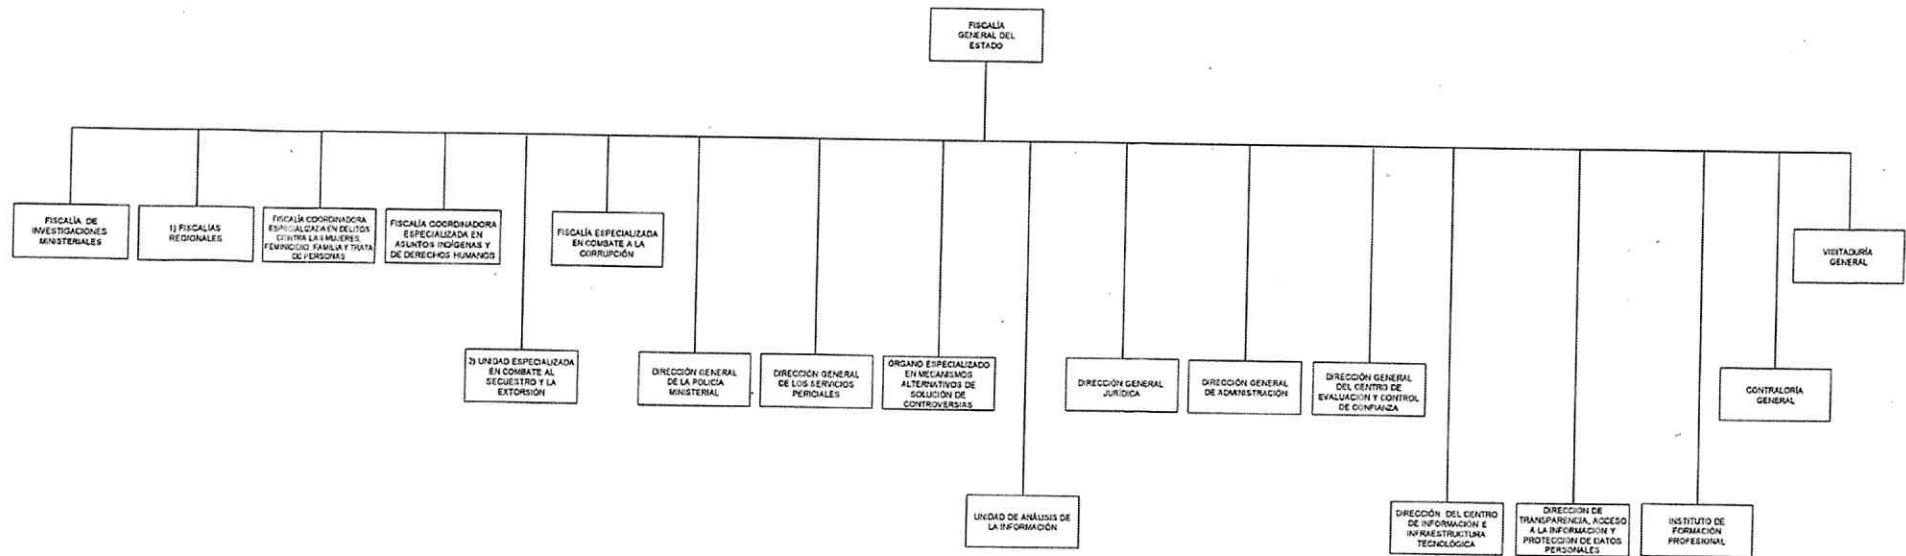 FISCALÍA
GENERAL DEL
ESTADO
FISCALÍA DE
INVESTIGACIONES
MINISTERIALES
1) FISCALÍAS
REGIONALES
FISCALÍA COORDINADORA
ESPECIALIZADA EN DELITOS
CONTRA LAS MUJERES,
FEMINICIDIO, FAMILIA Y TRATA
DE PERSONAS
FISCALÍA COORDINADORA
ESPECIALIZADA EN
ASUNTOS INDÍGENAS Y
DE DERECHOS HUMANOS
FISCALÍA ESPECIALIZADA
EN COMBATE A LA
CORRUPCIÓN
VISITADURÍA
GENERAL
2) UNIDAD ESPECIALIZADA
EN COMBATE AL
SECUESTRO Y LA
EXTORSIÓN
DIRECCIÓN GENERAL
DE LA POLICÍA
MINISTERIAL
DIRECCIÓN GENERAL
DE LOS SERVICIOS
PERICIALES
ÓRGANO ESPECIALIZADO
EN MECANISMOS
ALTERNATIVOS DE
SOLUCIÓN DE
CONTROVERSIAS
DIRECCIÓN GENERAL
JURÍDICA
DIRECCIÓN GENERAL
DE ADMINISTRACIÓN
DIRECCIÓN GENERAL
DEL CENTRO DE
EVALUACIÓN Y CONTROL
DE CONFIANZA
CONTRALORÍA
GENERAL
UNIDAD DE ANÁLISIS DE
LA INFORMACIÓN
DIRECCIÓN DEL CENTRO
DE INFORMACIÓN E
INFRAESTRUCTURA
TECNOLÓGICA
DIRECCIÓN DE
TRANSPARENCIA, ACCESO
A LA INFORMACIÓN Y
PROTECCIÓN DE DATOS
PERSONALES
INSTITUTO DE
FORMACIÓN
PROFESIONAL